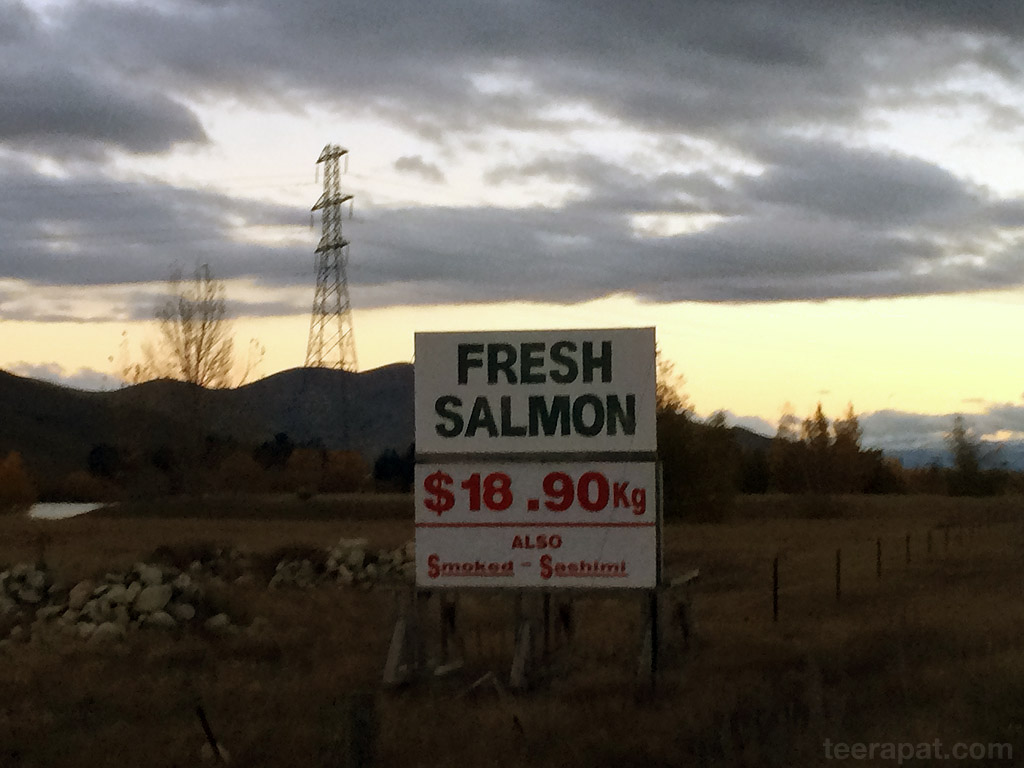 FRESH
SALMON
$18.90Kg
ALSO
Smoked - Sashimi
teerapat.com